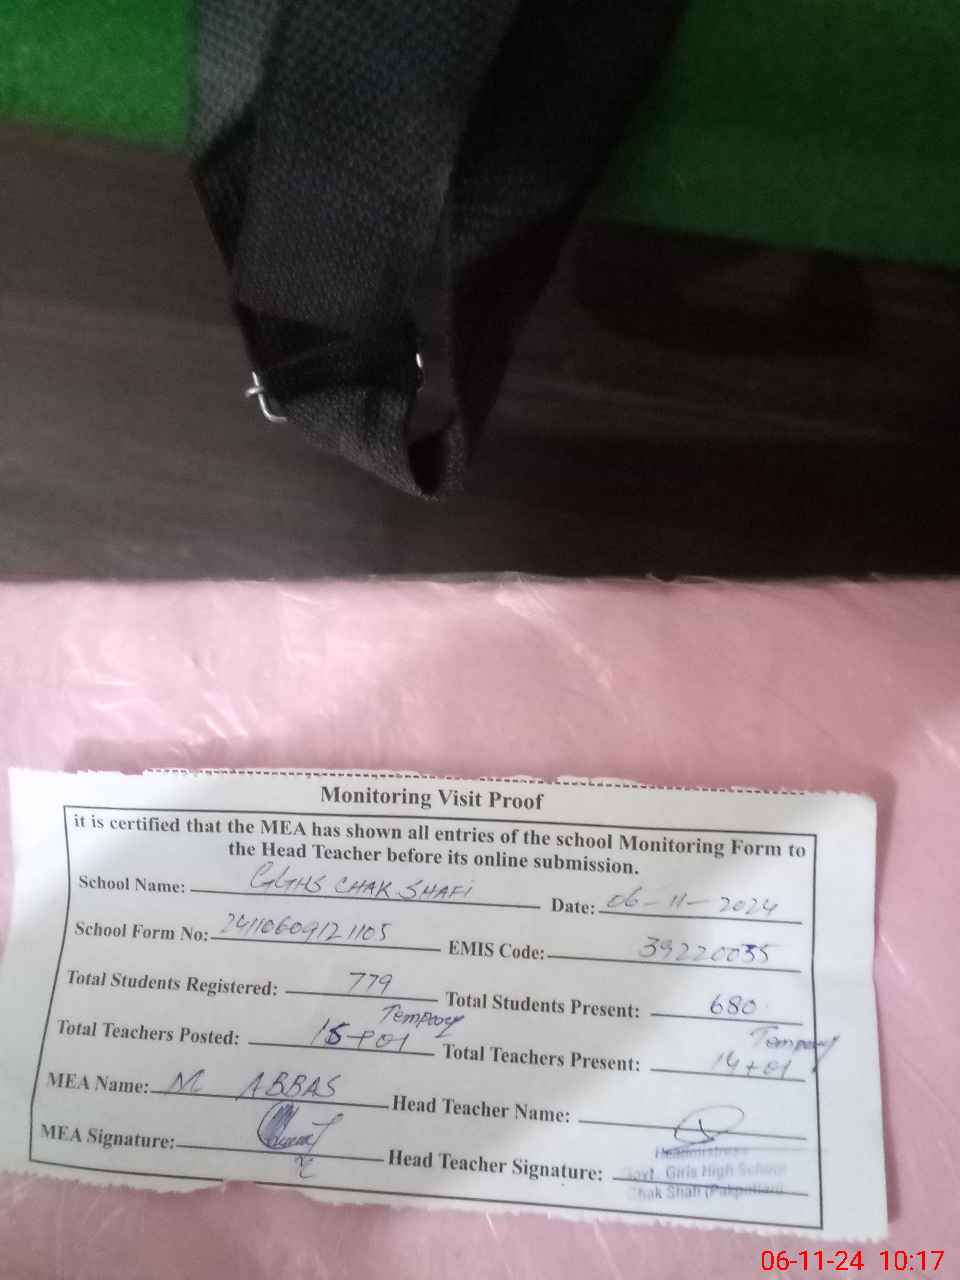 Monitoring Visit Proof
it is certified that the MEA has shown all entries of the school Monitoring Form to
the Head Teacher before its online submission.
School Name: GGHS CHAK SHAFI Date: 06-11-2024
School Form No: 24110609121105 EMIS Code: 39220035
Total Students Registered: 779 Total Students Present: 680
Total Teachers Posted: 15+01 Total Teachers Present: 14+01
MEA Name: M ABBAS Head Teacher Name:
MEA Signature: Head Teacher Signature:
Headmistress
Govt. Girls High School
Chak Shafi (Pakpattan)
06-11-24 10:17